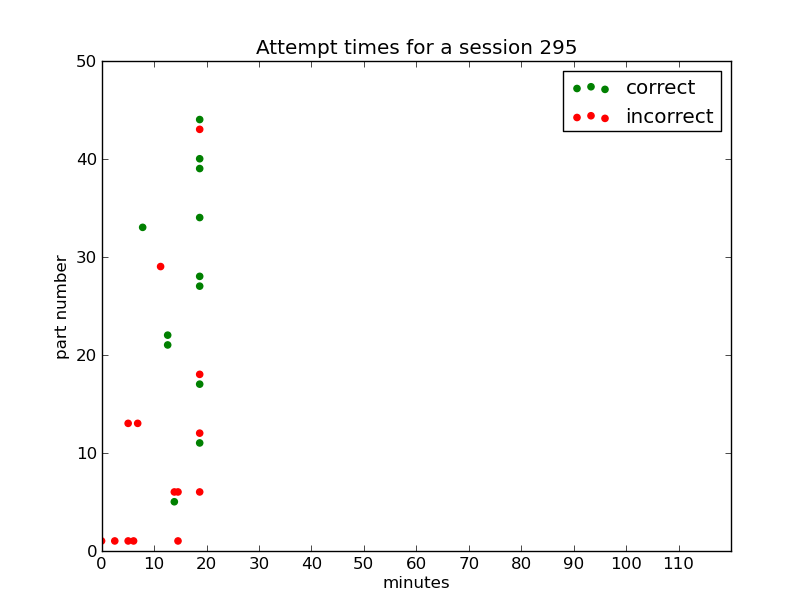 Attempt times for a session 295
correct
incorrect
50
40
30
20
10
0
part number
0 10 20 30 40 50 60 70 80 90 100 110
minutes